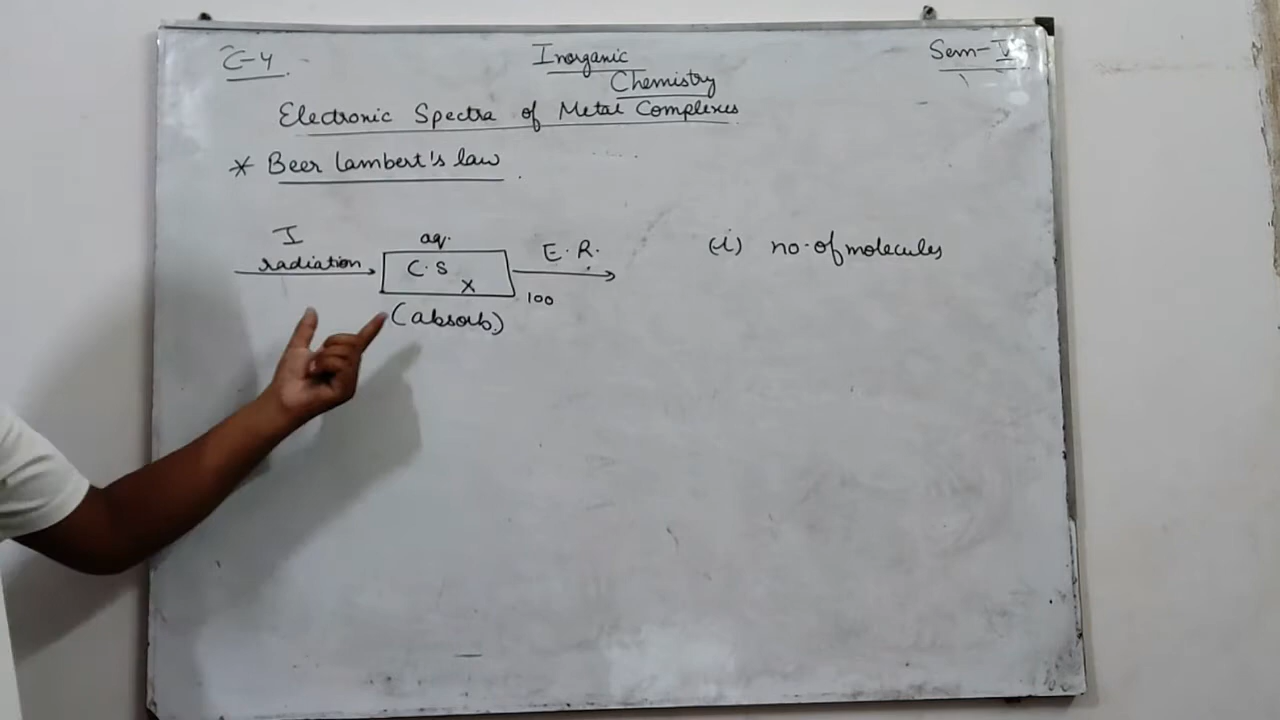 C-4
Inorganic
Chemistry
Sem-V
Electronic Spectra of Metal Complexes
* Beer Lambert's law
I
radiation
aq.
C.S
X
(absorb)
E.R.
100
(i) no. of molecules